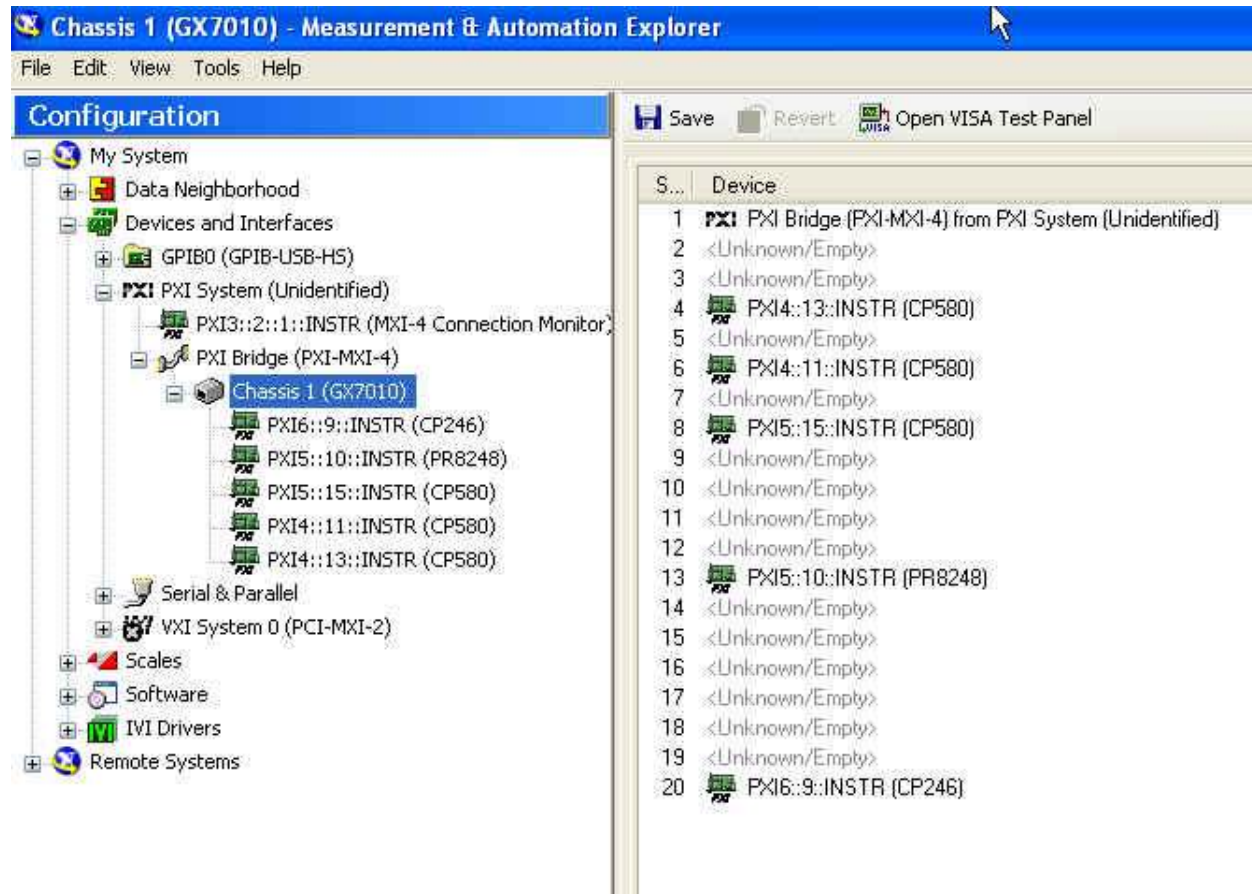 Chassis 1 (GX7010) - Measurement & Automation Explorer
File Edit View Tools Help
Configuration
My System
Data Neighborhood
Devices and Interfaces
GPIB0 (GPIB-USB-HS)
PXI PXI System (Unidentified)
PXI3::2::1::INSTR (MXI-4 Connection Monitor)
PXI Bridge (PXI-MXI-4)
Chassis 1 (GX7010)
PXI6::9::INSTR (CP246)
PXI5::10::INSTR (PR8248)
PXI5::15::INSTR (CP580)
PXI4::11::INSTR (CP580)
PXI4::13::INSTR (CP580)
Serial & Parallel
VXI System 0 (PCI-MXI-2)
Scales
Software
IVI Drivers
Remote Systems
Save Revert Open VISA Test Panel
S... Device
1 PXI PXI Bridge (PXI-MXI-4) from PXI System (Unidentified)
2 <Unknown/Empty>
3 <Unknown/Empty>
4 PXI4::13::INSTR (CP580)
5 <Unknown/Empty>
6 PXI4::11::INSTR (CP580)
7 <Unknown/Empty>
8 PXI5::15::INSTR (CP580)
9 <Unknown/Empty>
10 <Unknown/Empty>
11 <Unknown/Empty>
12 <Unknown/Empty>
13 PXI5::10::INSTR (PR8248)
14 <Unknown/Empty>
15 <Unknown/Empty>
16 <Unknown/Empty>
17 <Unknown/Empty>
18 <Unknown/Empty>
19 <Unknown/Empty>
20 PXI6::9::INSTR (CP246)